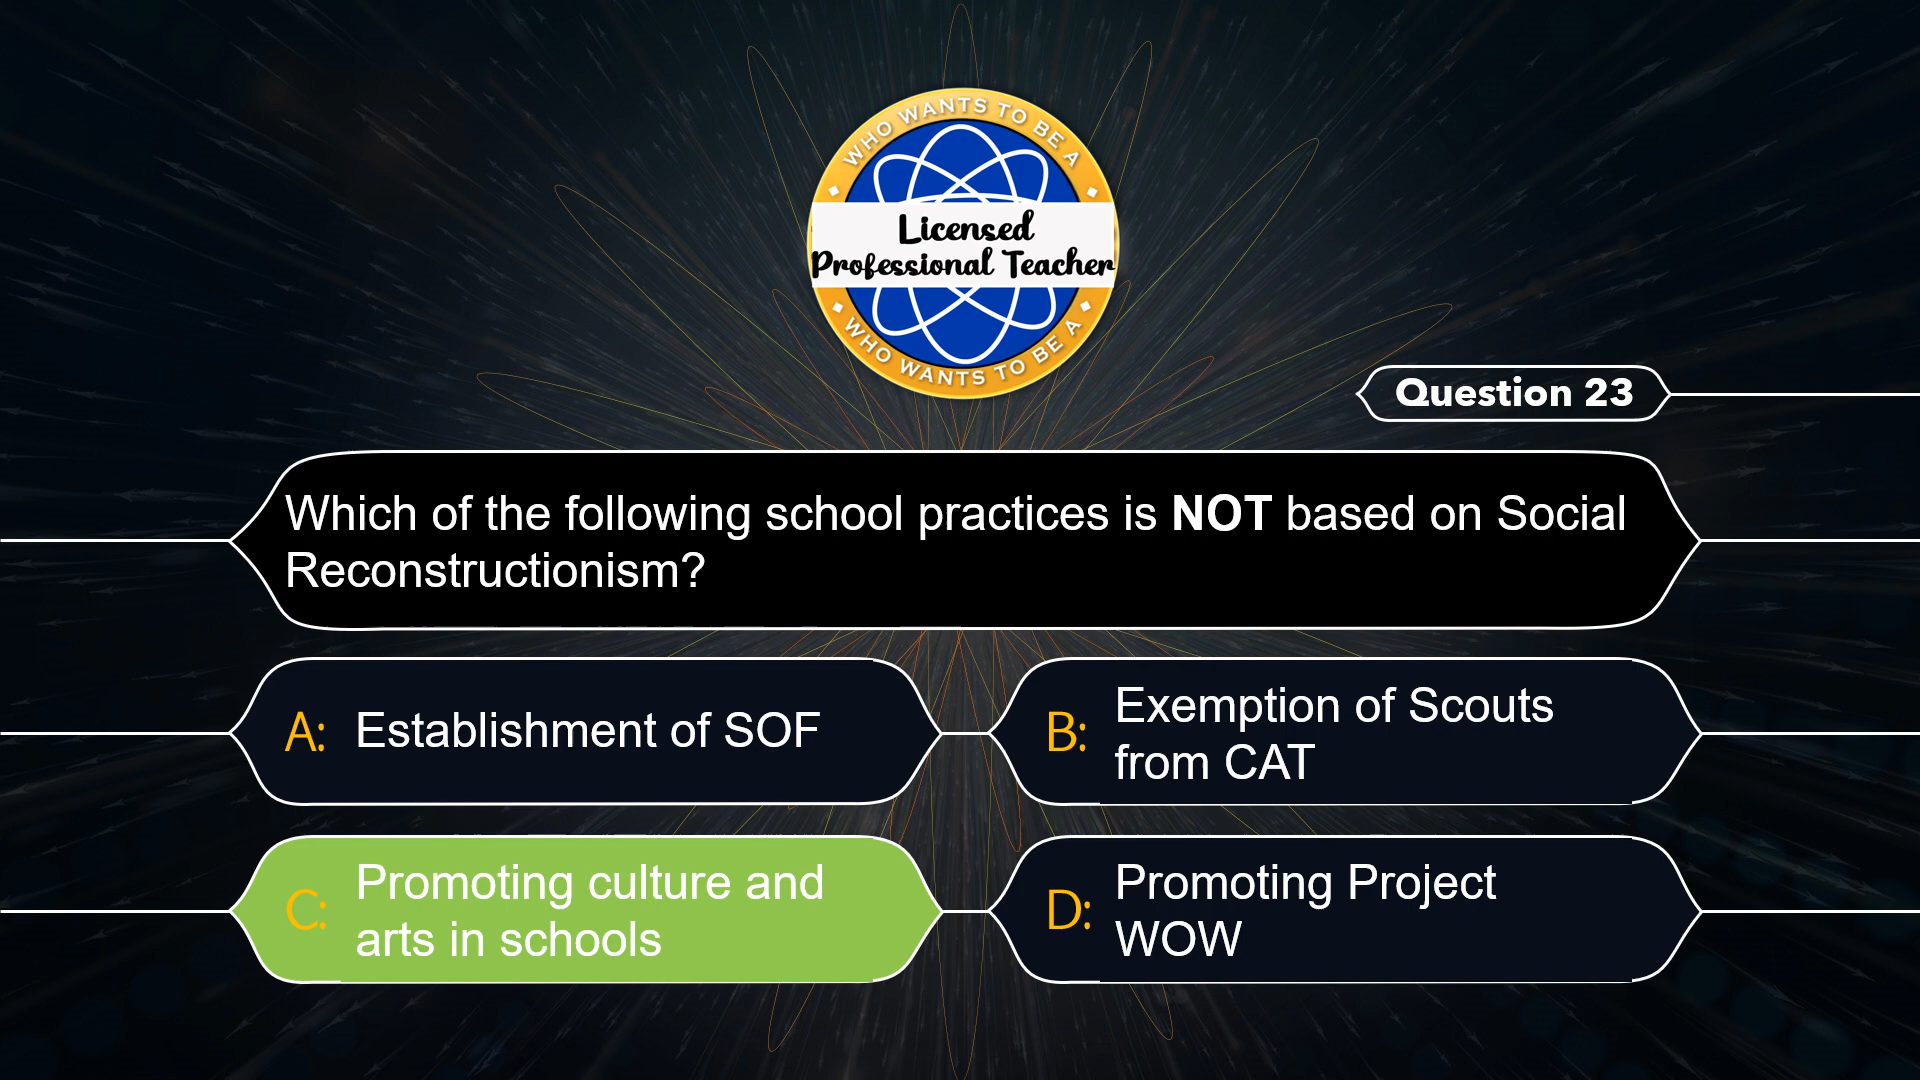 WHO WANTS TO BE A
Licensed
Professional Teacher
WHO WANTS TO BE A
Question 23
Which of the following school practices is NOT based on Social
Reconstructionism?
A: Establishment of SOF
B: Exemption of Scouts
from CAT
C: Promoting culture and
arts in schools
D: Promoting Project
WOW